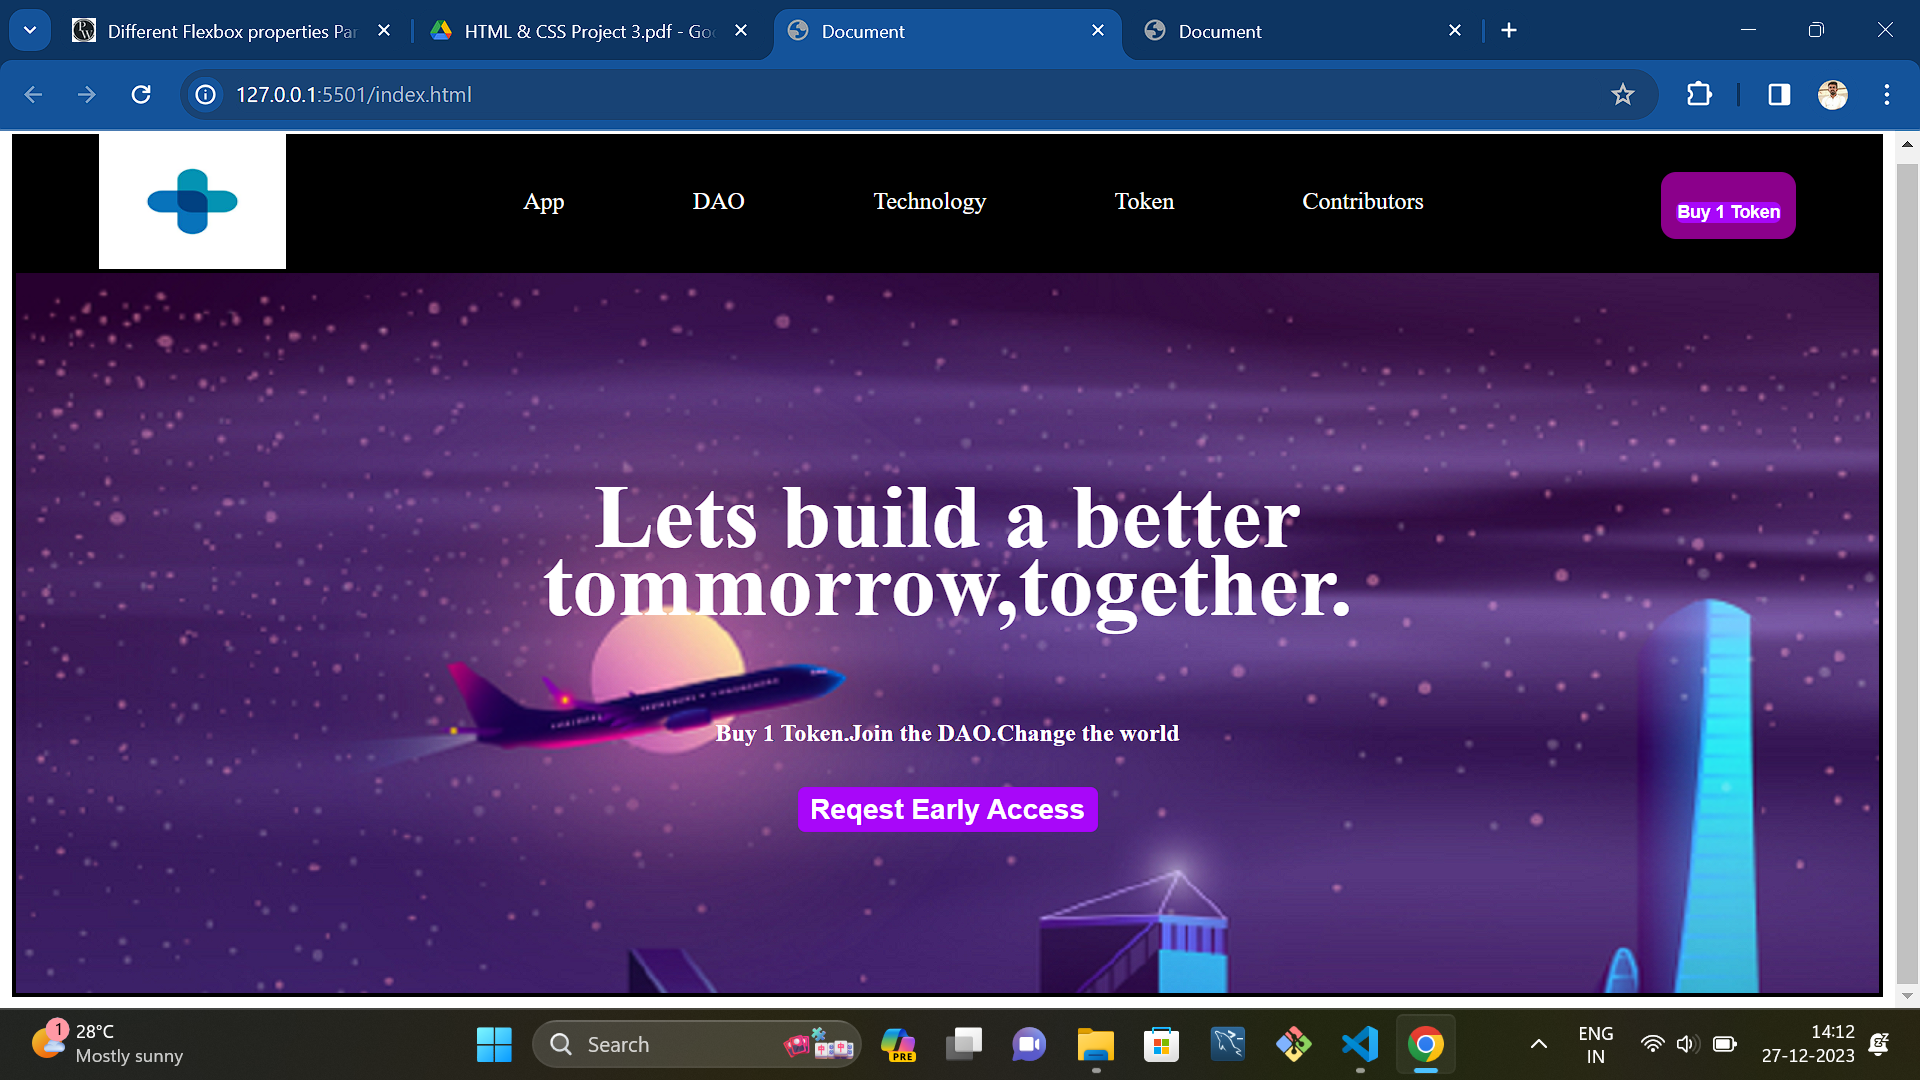 Different Flexbox properties Par
HTML & CSS Project 3.pdf - Goo
Document
Document
127.0.0.1:5501/index.html
App
DAO
Technology
Token
Contributors
Buy 1 Token
Lets build a better
tommorrow,together.
Buy 1 Token.Join the DAO.Change the world
Reqest Early Access
1
28°C
Mostly sunny
Search
PRE
ENG
IN
14:12
27-12-2023